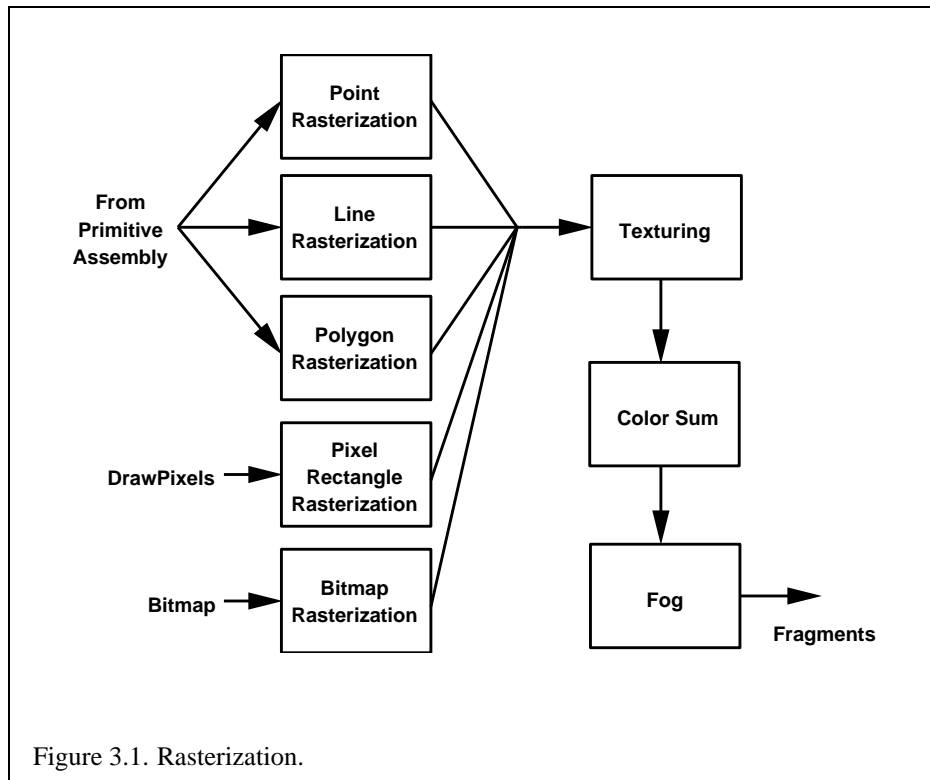 Point
Rasterization
From
Primitive
Assembly
Line
Rasterization
Texturing
Polygon
Rasterization
Color Sum
DrawPixels
Pixel
Rectangle
Rasterization
Bitmap
Bitmap
Rasterization
Fog
Fragments
Figure 3.1. Rasterization.